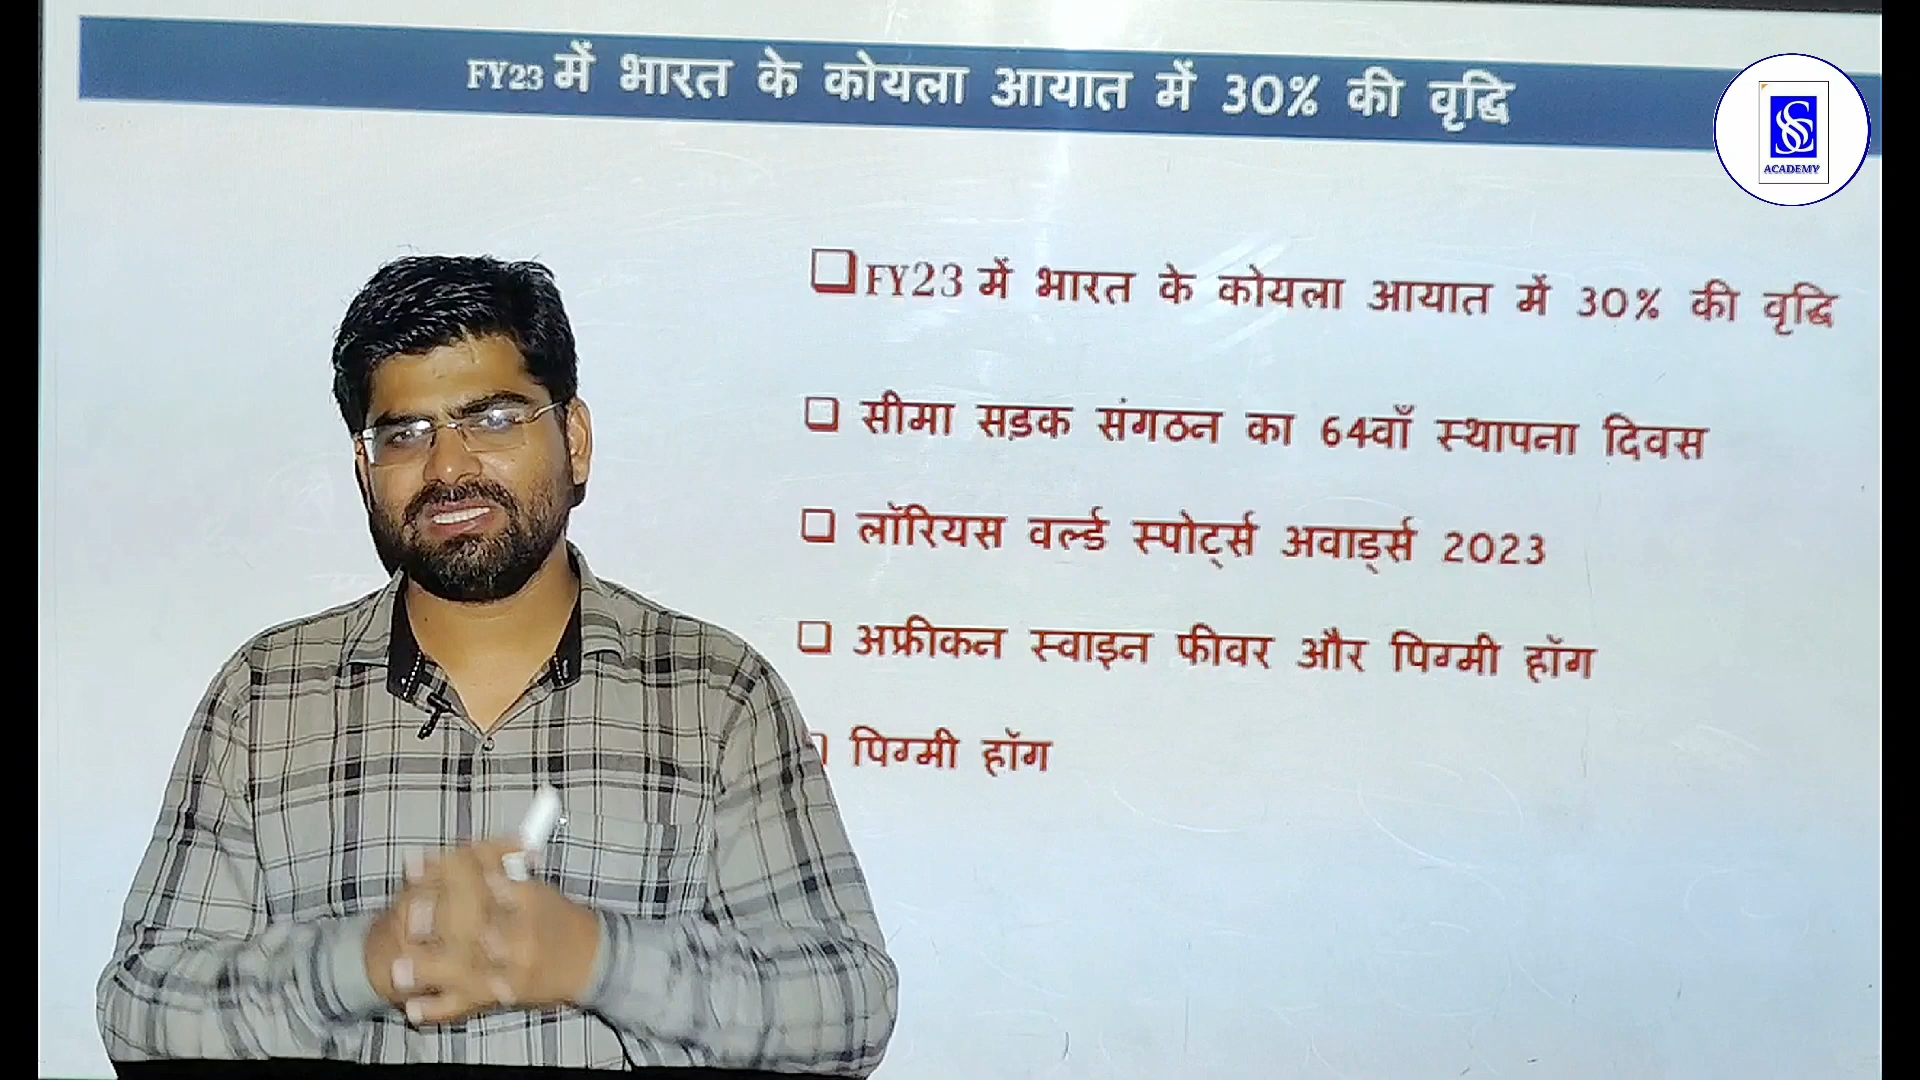 FY23 में भारत के कोयला आयात में 30% की वृद्धि
SSC
ACADEMY
FY23 में भारत के कोयला आयात में 30% की वृद्धि
सीमा सड़क संगठन का 64वाँ स्थापना दिवस
लॉरियस वर्ल्ड स्पोर्ट्स अवार्ड्स 2023
अफ्रीकन स्वाइन फीवर और पिग्मी हॉग
पिग्मी हॉग